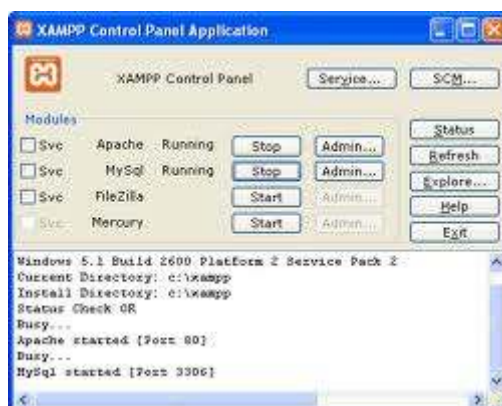 XAMPP Control Panel Application
XAMPP Control Panel Service... SCM...
Modules
Svc Apache Running Stop Admin...
Svc MySql Running Stop Admin...
Svc FileZilla Start Admin...
Svc Mercury Start Admin...
Status
Refresh
Explore...
Help
Exit
Windows 5.1 Build 2600 Platform 2 Service Pack 2
Current Directory: c:\xampp
Install Directory: c:\xampp
Status Check OK
Busy...
Apache started [Port 80]
Busy...
MySql started [Port 3306]